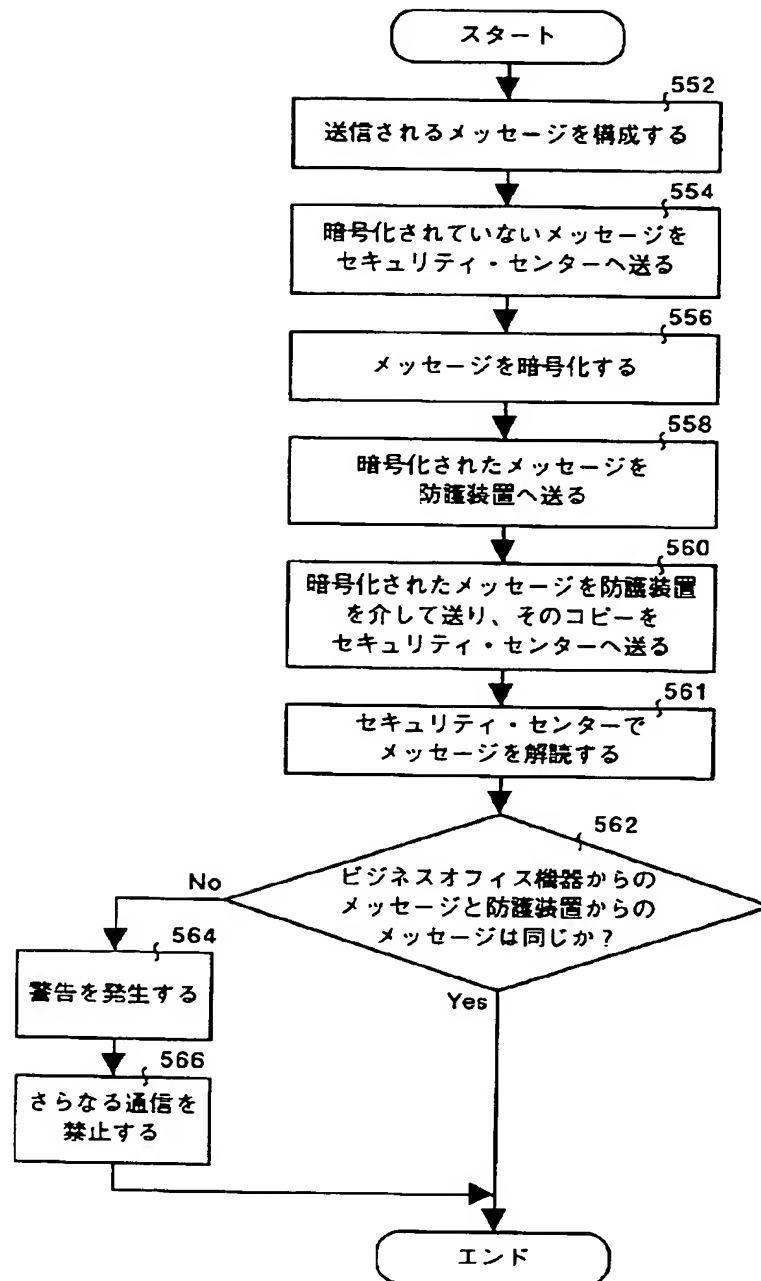 スタート
552
送信されるメッセージを構成する
554
暗号化されていないメッセージを
セキュリティ・センターへ送る
556
メッセージを暗号化する
558
暗号化されたメッセージを
防護装置へ送る
560
暗号化されたメッセージを防護装置
を介して送り、そのコピーを
セキュリティ・センターへ送る
561
セキュリティ・センターで
メッセージを解読する
562
ビジネスオフィス機器からの
メッセージと防護装置からの
メッセージは同じか？
No
Yes
564
警告を発生する
566
さらなる通信を
禁止する
エンド